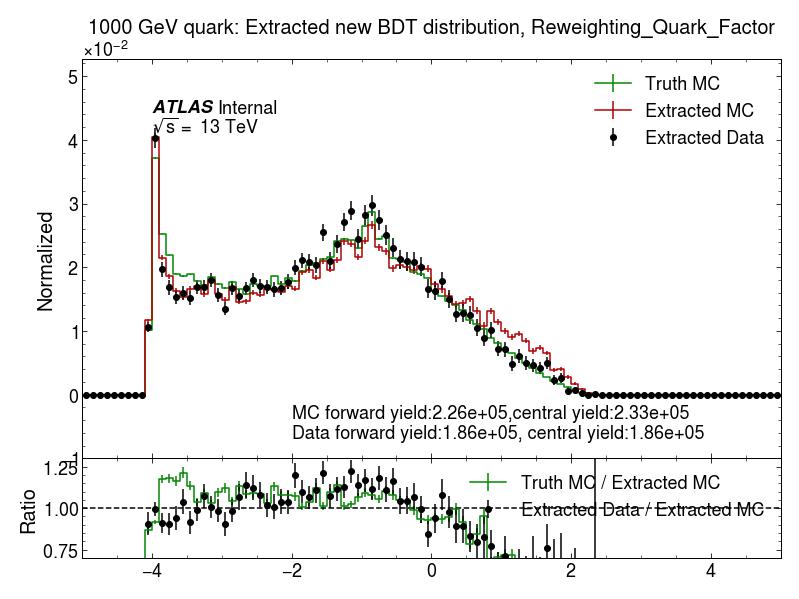 1000 GeV quark: Extracted new BDT distribution, Reweighting_Quark_Factor
×10⁻²
5
4
3
2
1
0
1
Normalized
ATLAS Internal
√s = 13 TeV
Truth MC
Extracted MC
Extracted Data
MC forward yield:2.26e+05,central yield:2.33e+05
Data forward yield:1.86e+05, central yield:1.86e+05
1.25
1.00
0.75
Ratio
Truth MC / Extracted MC
Extracted Data / Extracted MC
−4
−2
0
2
4